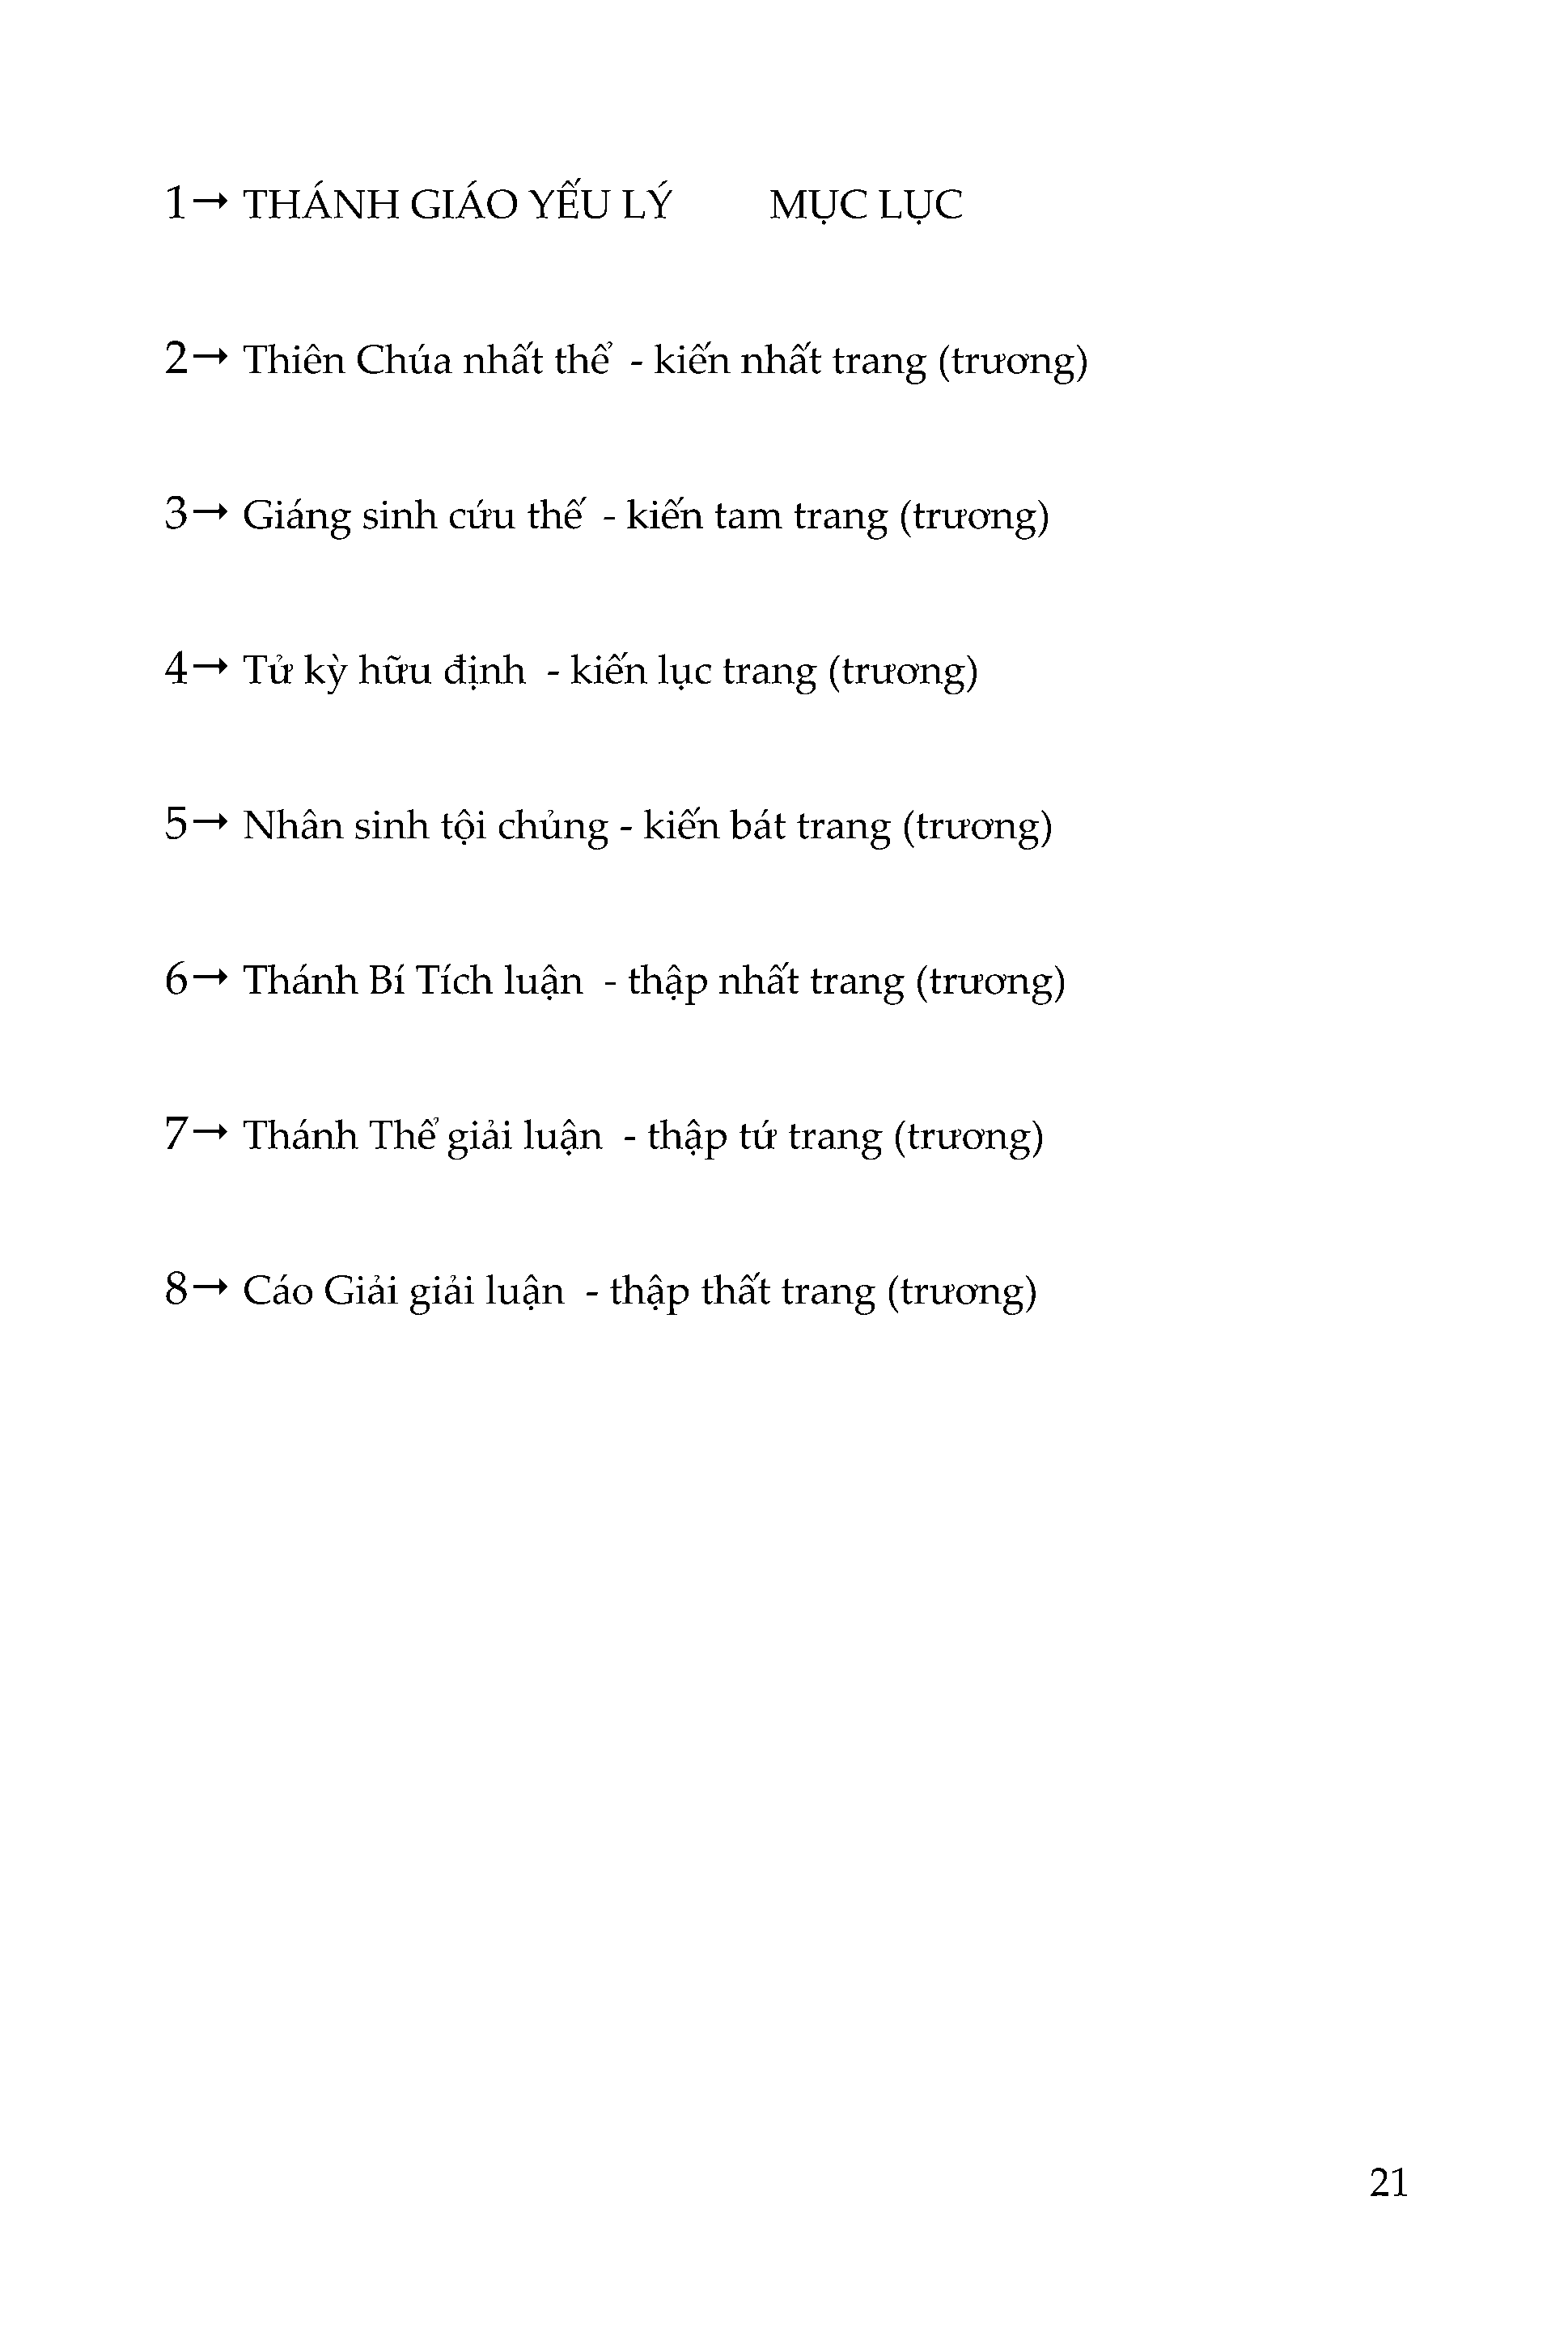 1→ THÁNH GIÁO YẾU LÝ MỤC LỤC
2→ Thiên Chúa nhất thể - kiến nhất trang (trương)
3→ Giáng sinh cứu thế - kiến tam trang (trương)
4→ Tử kỳ hữu định - kiến lục trang (trương)
5→ Nhân sinh tội chủng - kiến bát trang (trương)
6→ Thánh Bí Tích luận - thập nhất trang (trương)
7→ Thánh Thể giải luận - thập tứ trang (trương)
8→ Cáo Giải giải luận - thập thất trang (trương)
21